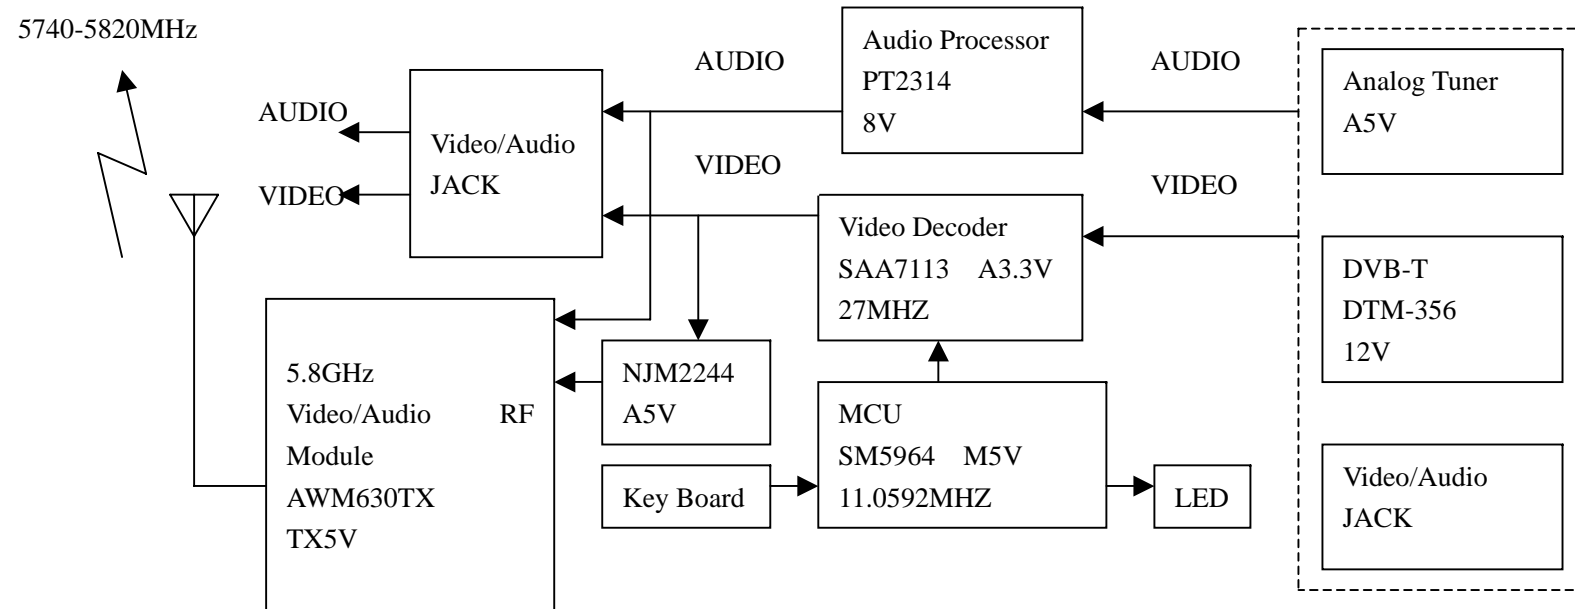 5740-5820MHz
AUDIO
VIDEO
Video/Audio
JACK
AUDIO
VIDEO
Audio Processor
PT2314
8V
AUDIO
VIDEO
Analog Tuner
A5V
Video Decoder
SAA7113 A3.3V
27MHZ
DVB-T
DTM-356
12V
5.8GHz
Video/Audio RF
Module
AWM630TX
TX5V
NJM2244
A5V
Key Board
MCU
SM5964 M5V
11.0592MHZ
LED
Video/Audio
JACK